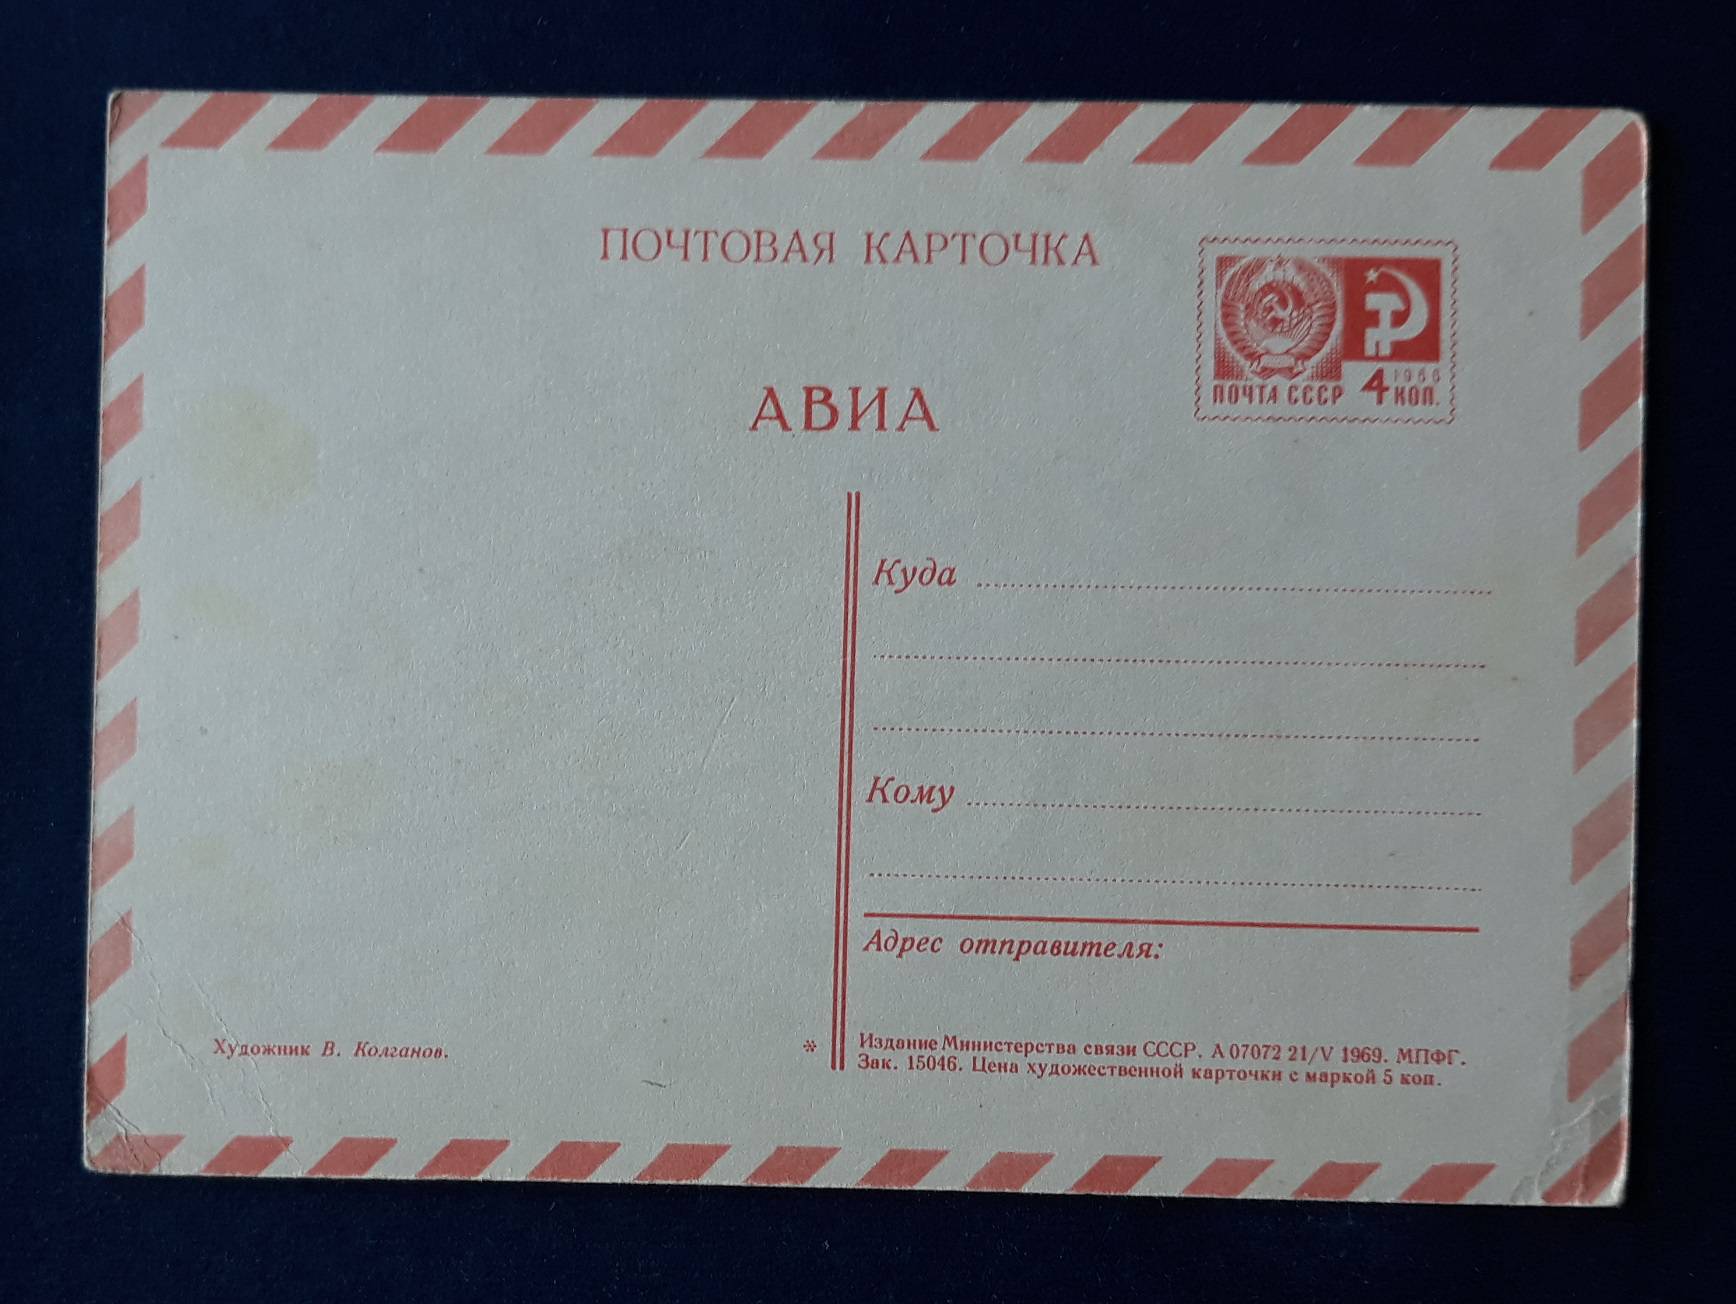 ПОЧТОВАЯ КАРТОЧКА
1966
ПОЧТА СССР 4 КОП.
АВИА
Куда
Кому
Адрес отправителя:
Художник В. Колганов.
* Издание Министерства связи СССР. А 07072 21/V 1969. МПФГ.
Зак. 15046. Цена художественной карточки с маркой 5 коп.